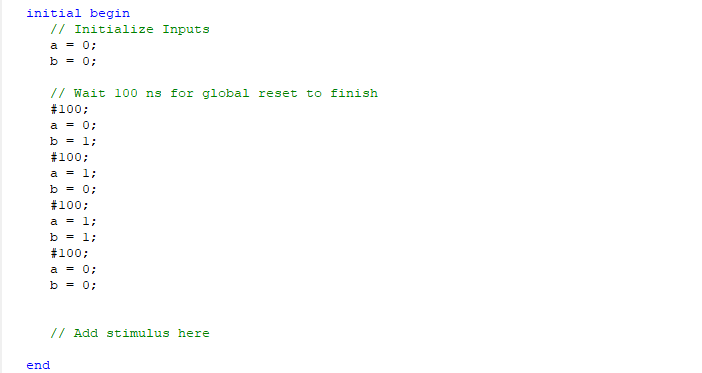 initial begin
// Initialize Inputs
a = 0;
b = 0;
// Wait 100 ns for global reset to finish
#100;
a = 0;
b = 1;
#100;
a = 1;
b = 0;
#100;
a = 1;
b = 1;
#100;
a = 0;
b = 0;
// Add stimulus here
end